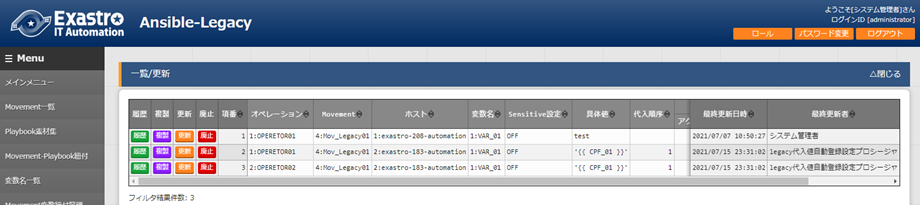 Exastro
IT Automation
Ansible-Legacy
ようこそ[システム管理者]さん
ログインID [administrator]
ロール パスワード変更 ログアウト
Menu
メインメニュー
Movement一覧
Playbook素材集
Movement-Playbook紐付
変数名一覧
一覧/更新 △閉じる
履歴 複製 更新 廃止 項番 オペレーション Movement ホスト 変数名 Sensitive設定 具体値 代入順序 最終更新日時 最終更新者
履歴 複製 更新 廃止 1 1:OPERETOR01 4:Mov_Legacy01 1:exastro-208-automation 1:VAR_01 OFF test 2021/07/07 10:50:27 システム管理者
履歴 複製 更新 廃止 2 1:OPERETOR01 4:Mov_Legacy01 2:exastro-183-automation 1:VAR_01 OFF '{{ CPF_01 }}' 1 2021/07/15 23:31:02 legacy代入値自動登録設定プロシージャ
履歴 複製 更新 廃止 3 2:OPERETOR02 4:Mov_Legacy01 2:exastro-183-automation 1:VAR_01 OFF '{{ CPF_01 }}' 1 2021/07/15 23:31:02 legacy代入値自動登録設定プロシージャ
フィルタ結果件数: 3